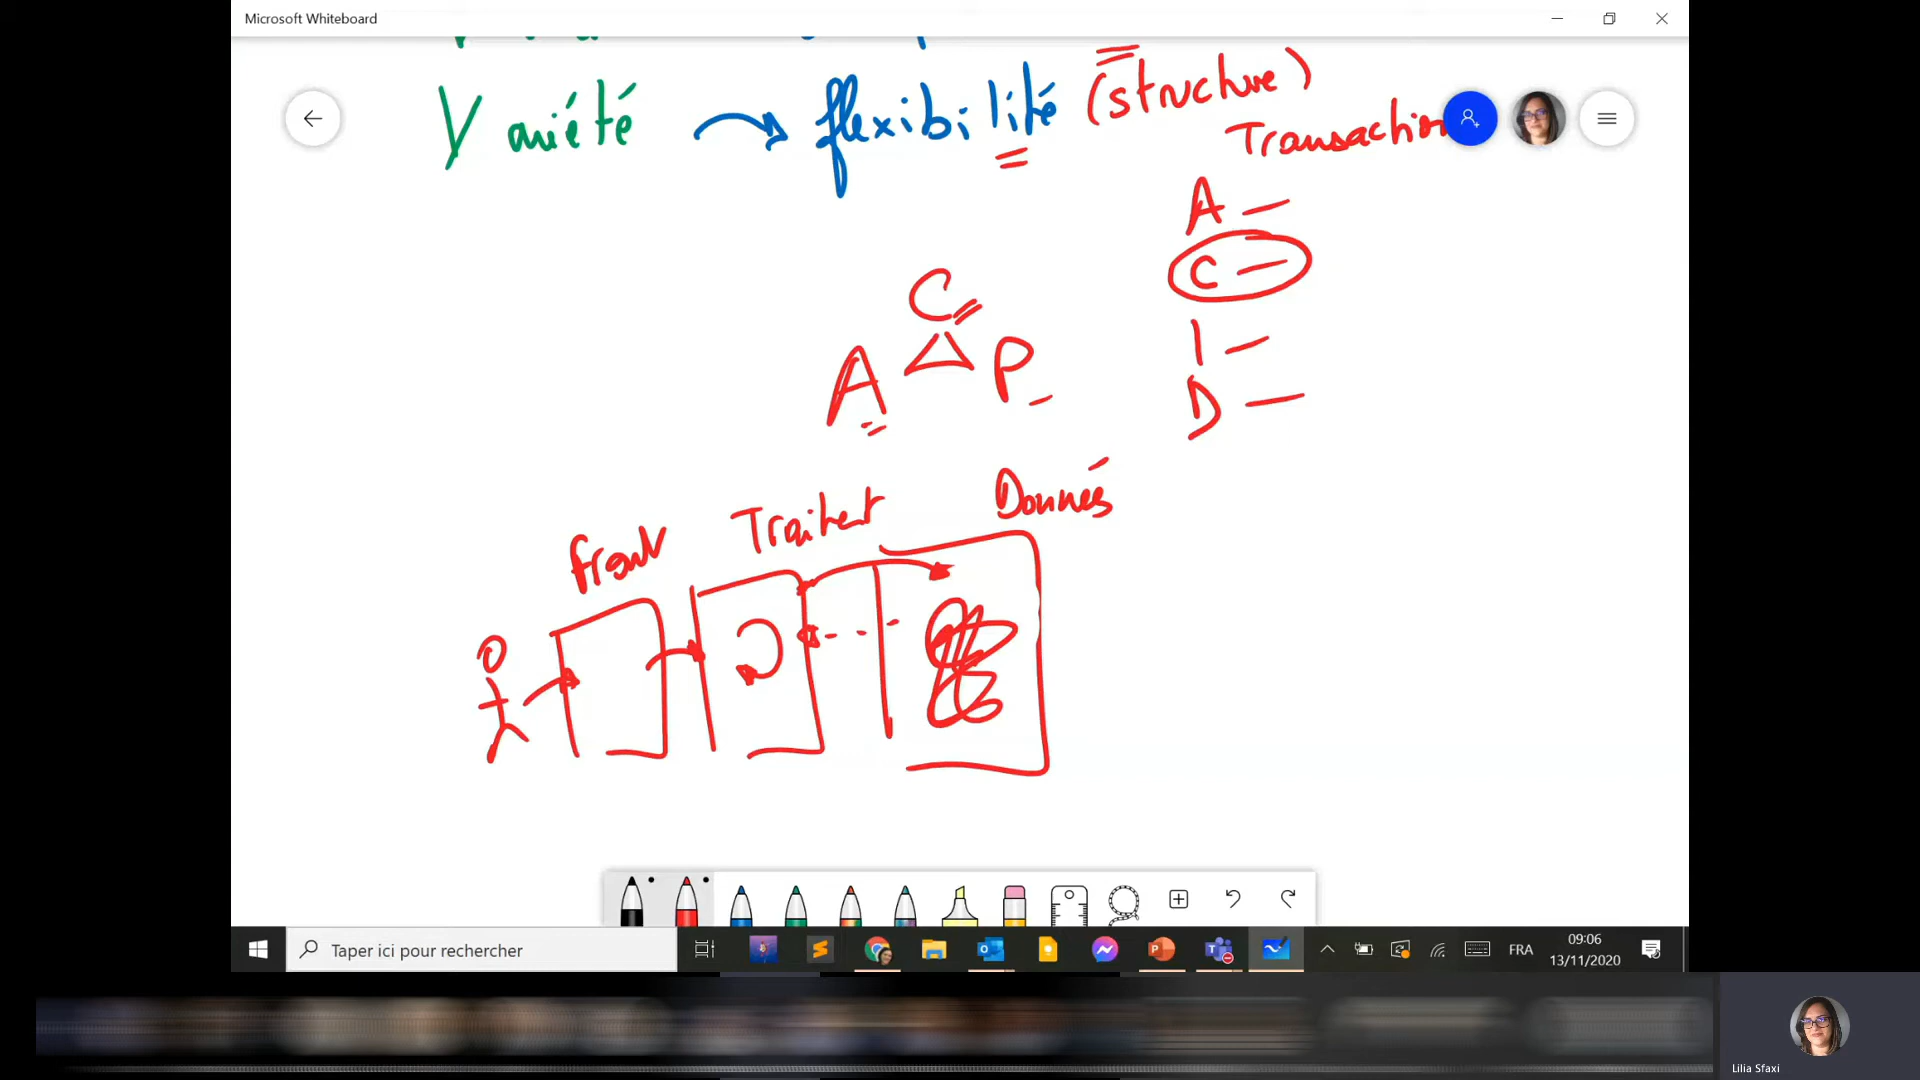 Microsoft Whiteboard
Variété flexibilité (structure)
Transaction
A
C
I
D
C
A P
Front Traitent Données
Taper ici pour rechercher
FRA
09:06
13/11/2020
Lilia Sfaxi